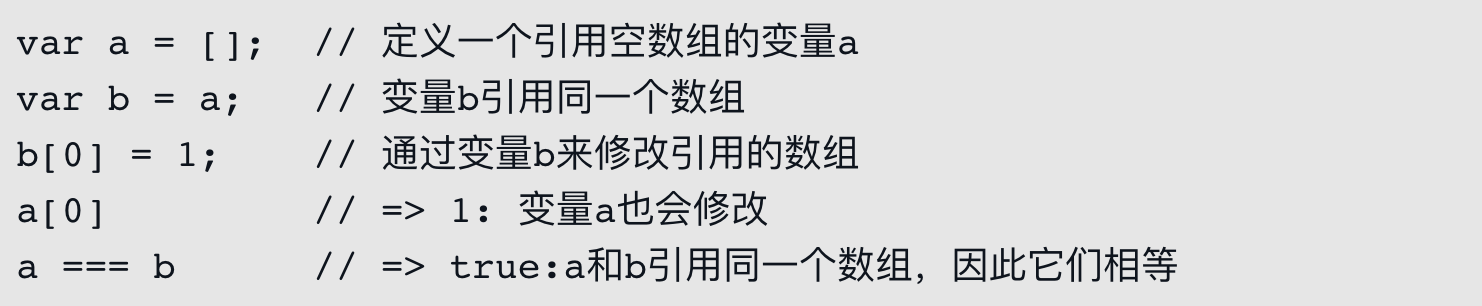 var a = [];  // 定义一个引用空数组的变量a
var b = a;   // 变量b引用同一个数组
b[0] = 1;    // 通过变量b来修改引用的数组
a[0]         // => 1: 变量a也会修改
a === b      // => true:a和b引用同一个数组，因此它们相等